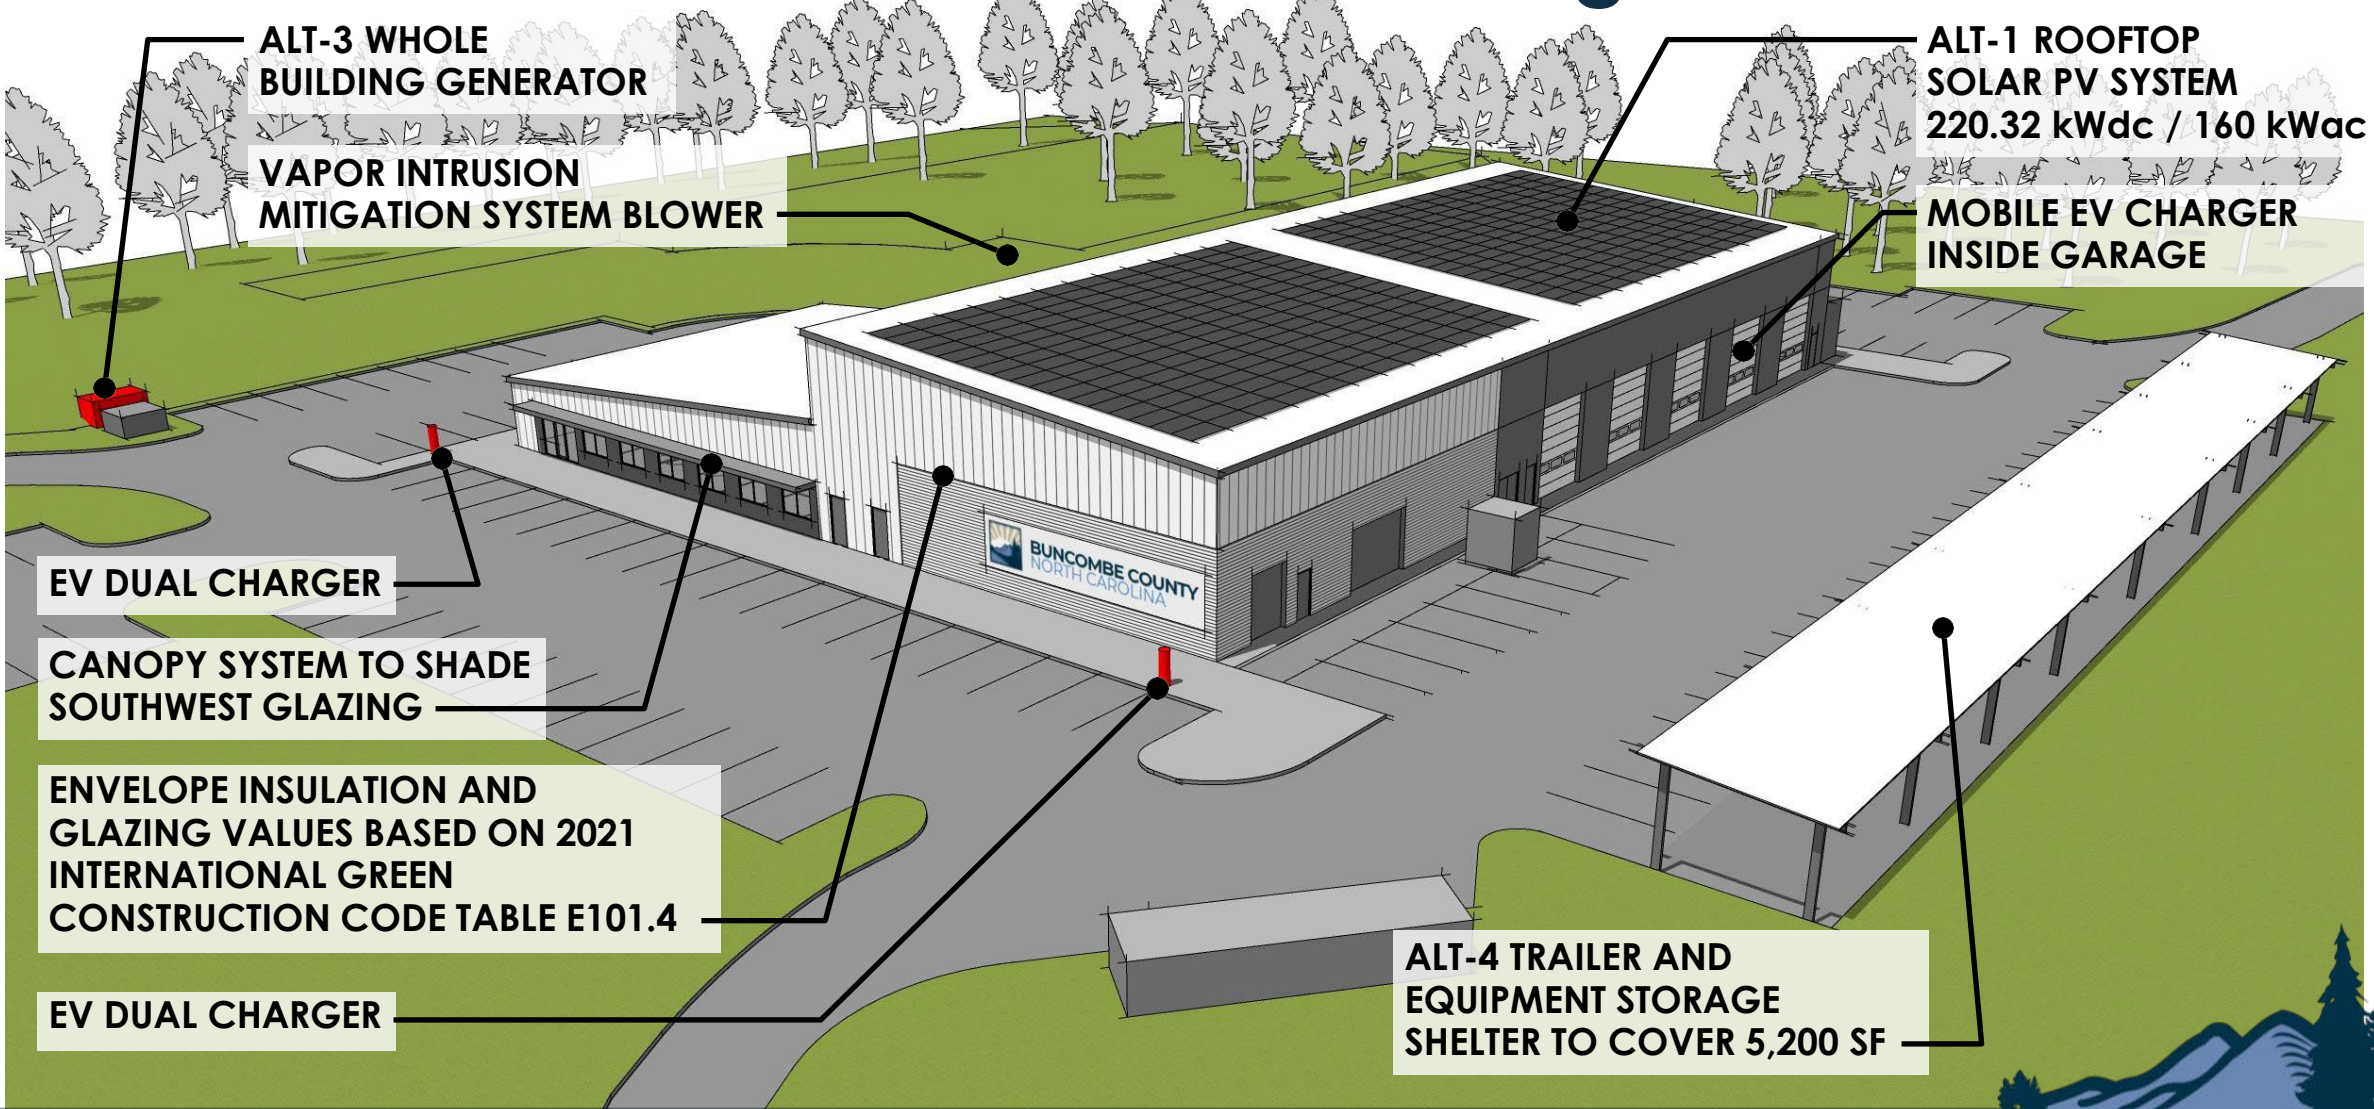 ALT-3 WHOLE
BUILDING GENERATOR
VAPOR INTRUSION
MITIGATION SYSTEM BLOWER
ALT-1 ROOFTOP
SOLAR PV SYSTEM
220.32 kWdc / 160 kWac
MOBILE EV CHARGER
INSIDE GARAGE
BUNCOMBE COUNTY
NORTH CAROLINA
EV DUAL CHARGER
CANOPY SYSTEM TO SHADE
SOUTHWEST GLAZING
ENVELOPE INSULATION AND
GLAZING VALUES BASED ON 2021
INTERNATIONAL GREEN
CONSTRUCTION CODE TABLE E101.4
EV DUAL CHARGER
ALT-4 TRAILER AND
EQUIPMENT STORAGE
SHELTER TO COVER 5,200 SF